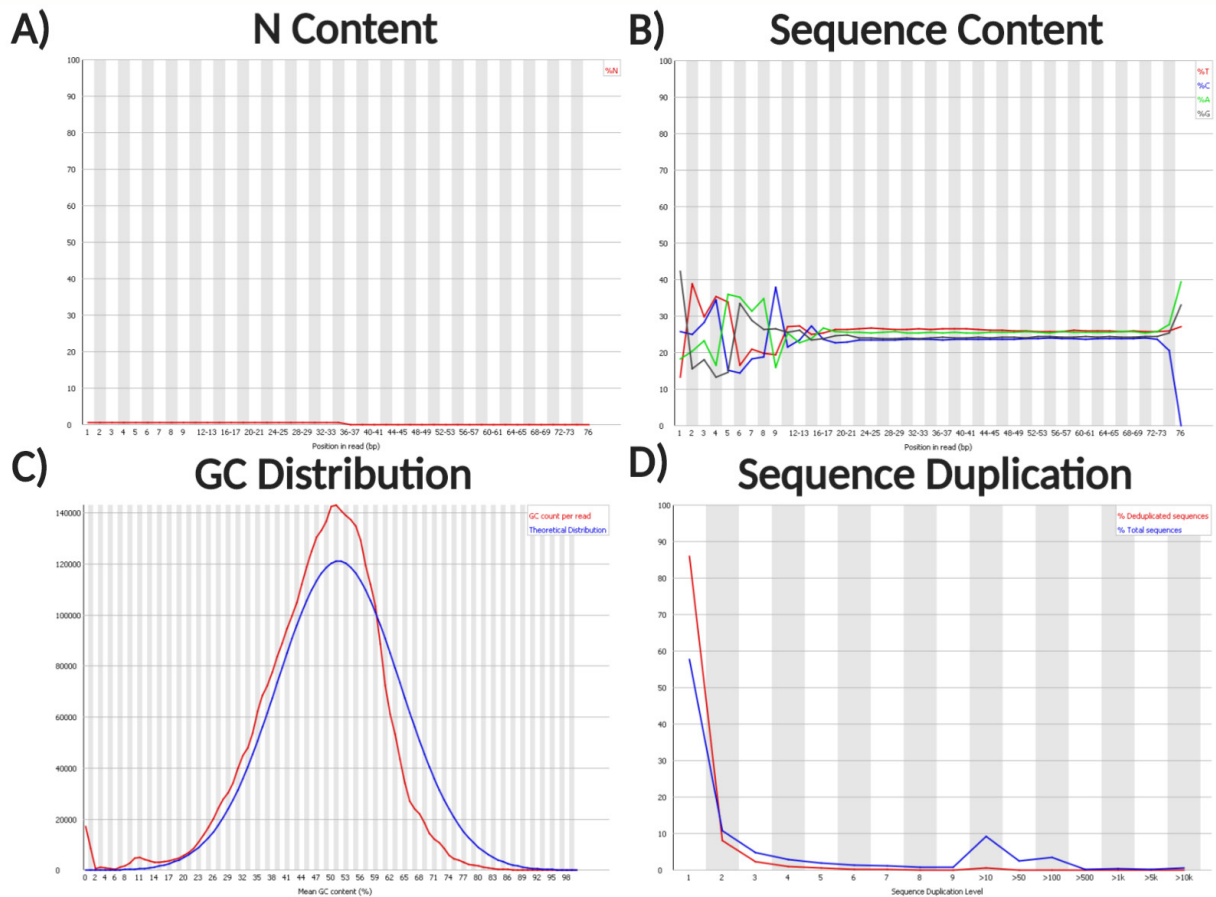 A) N Content
100
90
80
70
60
50
40
30
20
10
0
%N
1 2 3 4 5 6 7 8 9 12-13 16-17 20-21 24-25 28-29 32-33 36-37 40-41 44-45 48-49 52-53 56-57 60-61 64-65 68-69 72-73 76
Position in read (bp)
B) Sequence Content
100
90
80
70
60
50
40
30
20
10
0
%T
%C
%A
%G
1 2 3 4 5 6 7 8 9 12-13 16-17 20-21 24-25 28-29 32-33 36-37 40-41 44-45 48-49 52-53 56-57 60-61 64-65 68-69 72-73 76
Position in read (bp)
C) GC Distribution
140000
120000
100000
80000
60000
40000
20000
0
GC count per read
Theoretical Distribution
0 2 4 6 8 11 14 17 20 23 26 29 32 35 38 41 44 47 50 53 56 59 62 65 68 71 74 77 80 83 86 89 92 95 98
Mean GC content (%)
D) Sequence Duplication
100
90
80
70
60
50
40
30
20
10
0
% Deduplicated sequences
% Total sequences
1 2 3 4 5 6 7 8 9 >10 >50 >100 >500 >1k >5k >10k
Sequence Duplication Level